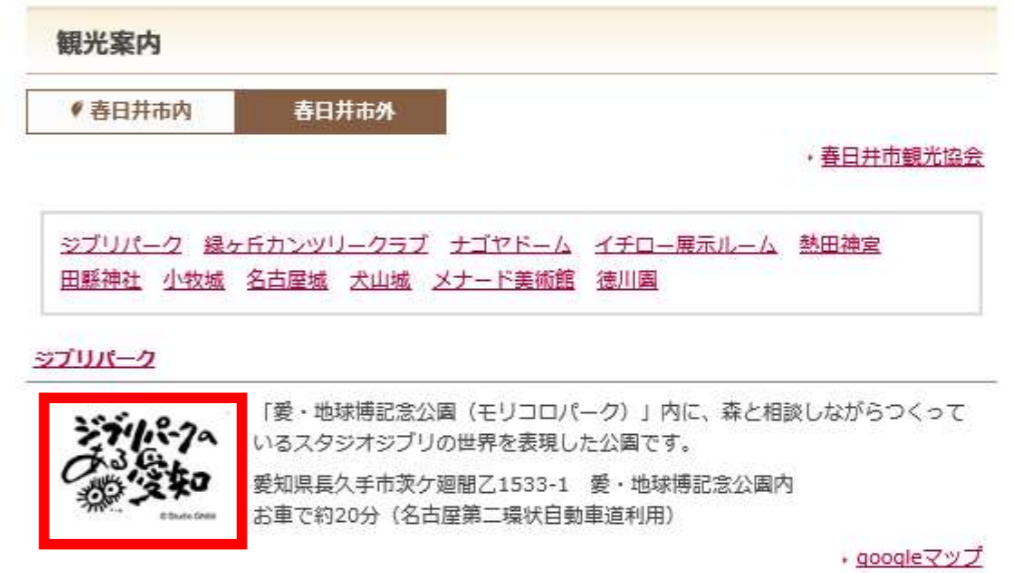 観光案内
春日井市内 春日井市外
春日井市観光協会
ジブリパーク 緑ヶ丘カンツリークラブ ナゴヤドーム イチロー展示ルーム 熱田神宮
田縣神社 小牧城 名古屋城 犬山城 メナード美術館 徳川園
ジブリパーク
ジブリパークの
ある愛知
© Studio Ghibli
「愛・地球博記念公園（モリコロパーク）」内に、森と相談しながらつくって
いるスタジオジブリの世界を表現した公園です。
愛知県長久手市茨ケ廻間乙1533-1 愛・地球博記念公園内
お車で約20分（名古屋第二環状自動車道利用）
googleマップ